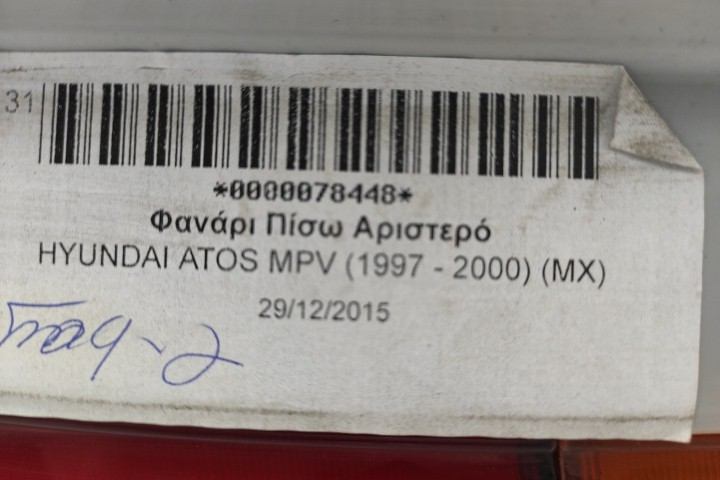 31
*0000078448*
Φανάρι Πίσω Αριστερό
HYUNDAI ATOS MPV (1997 - 2000) (MX)
29/12/2015